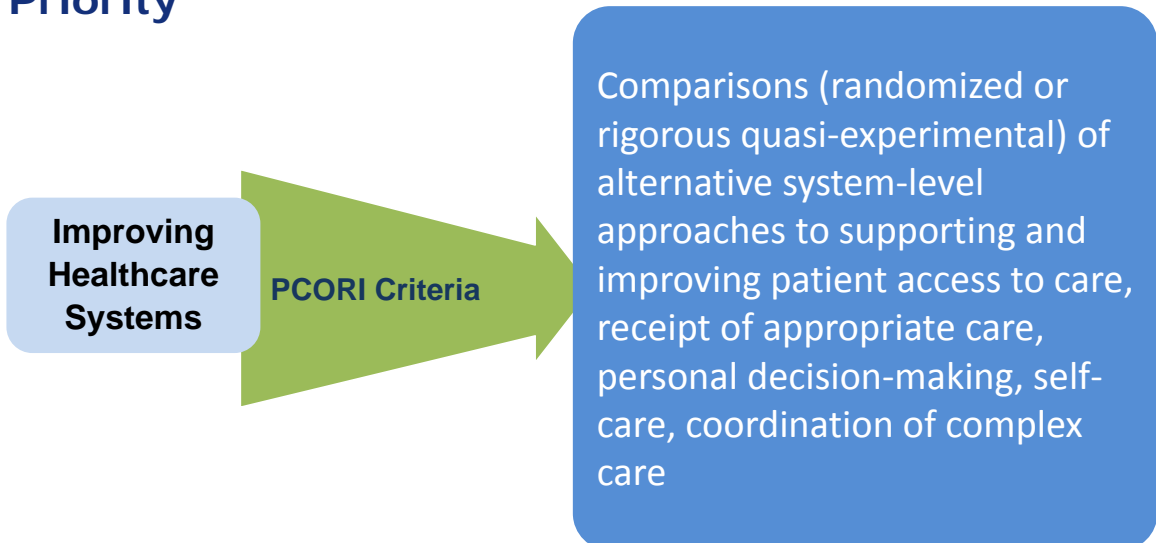 Priority
Improving
Healthcare
Systems
PCORI Criteria
Comparisons (randomized or
rigorous quasi-experimental) of
alternative system-level
approaches to supporting and
improving patient access to care,
receipt of appropriate care,
personal decision-making, self-
care, coordination of complex
care